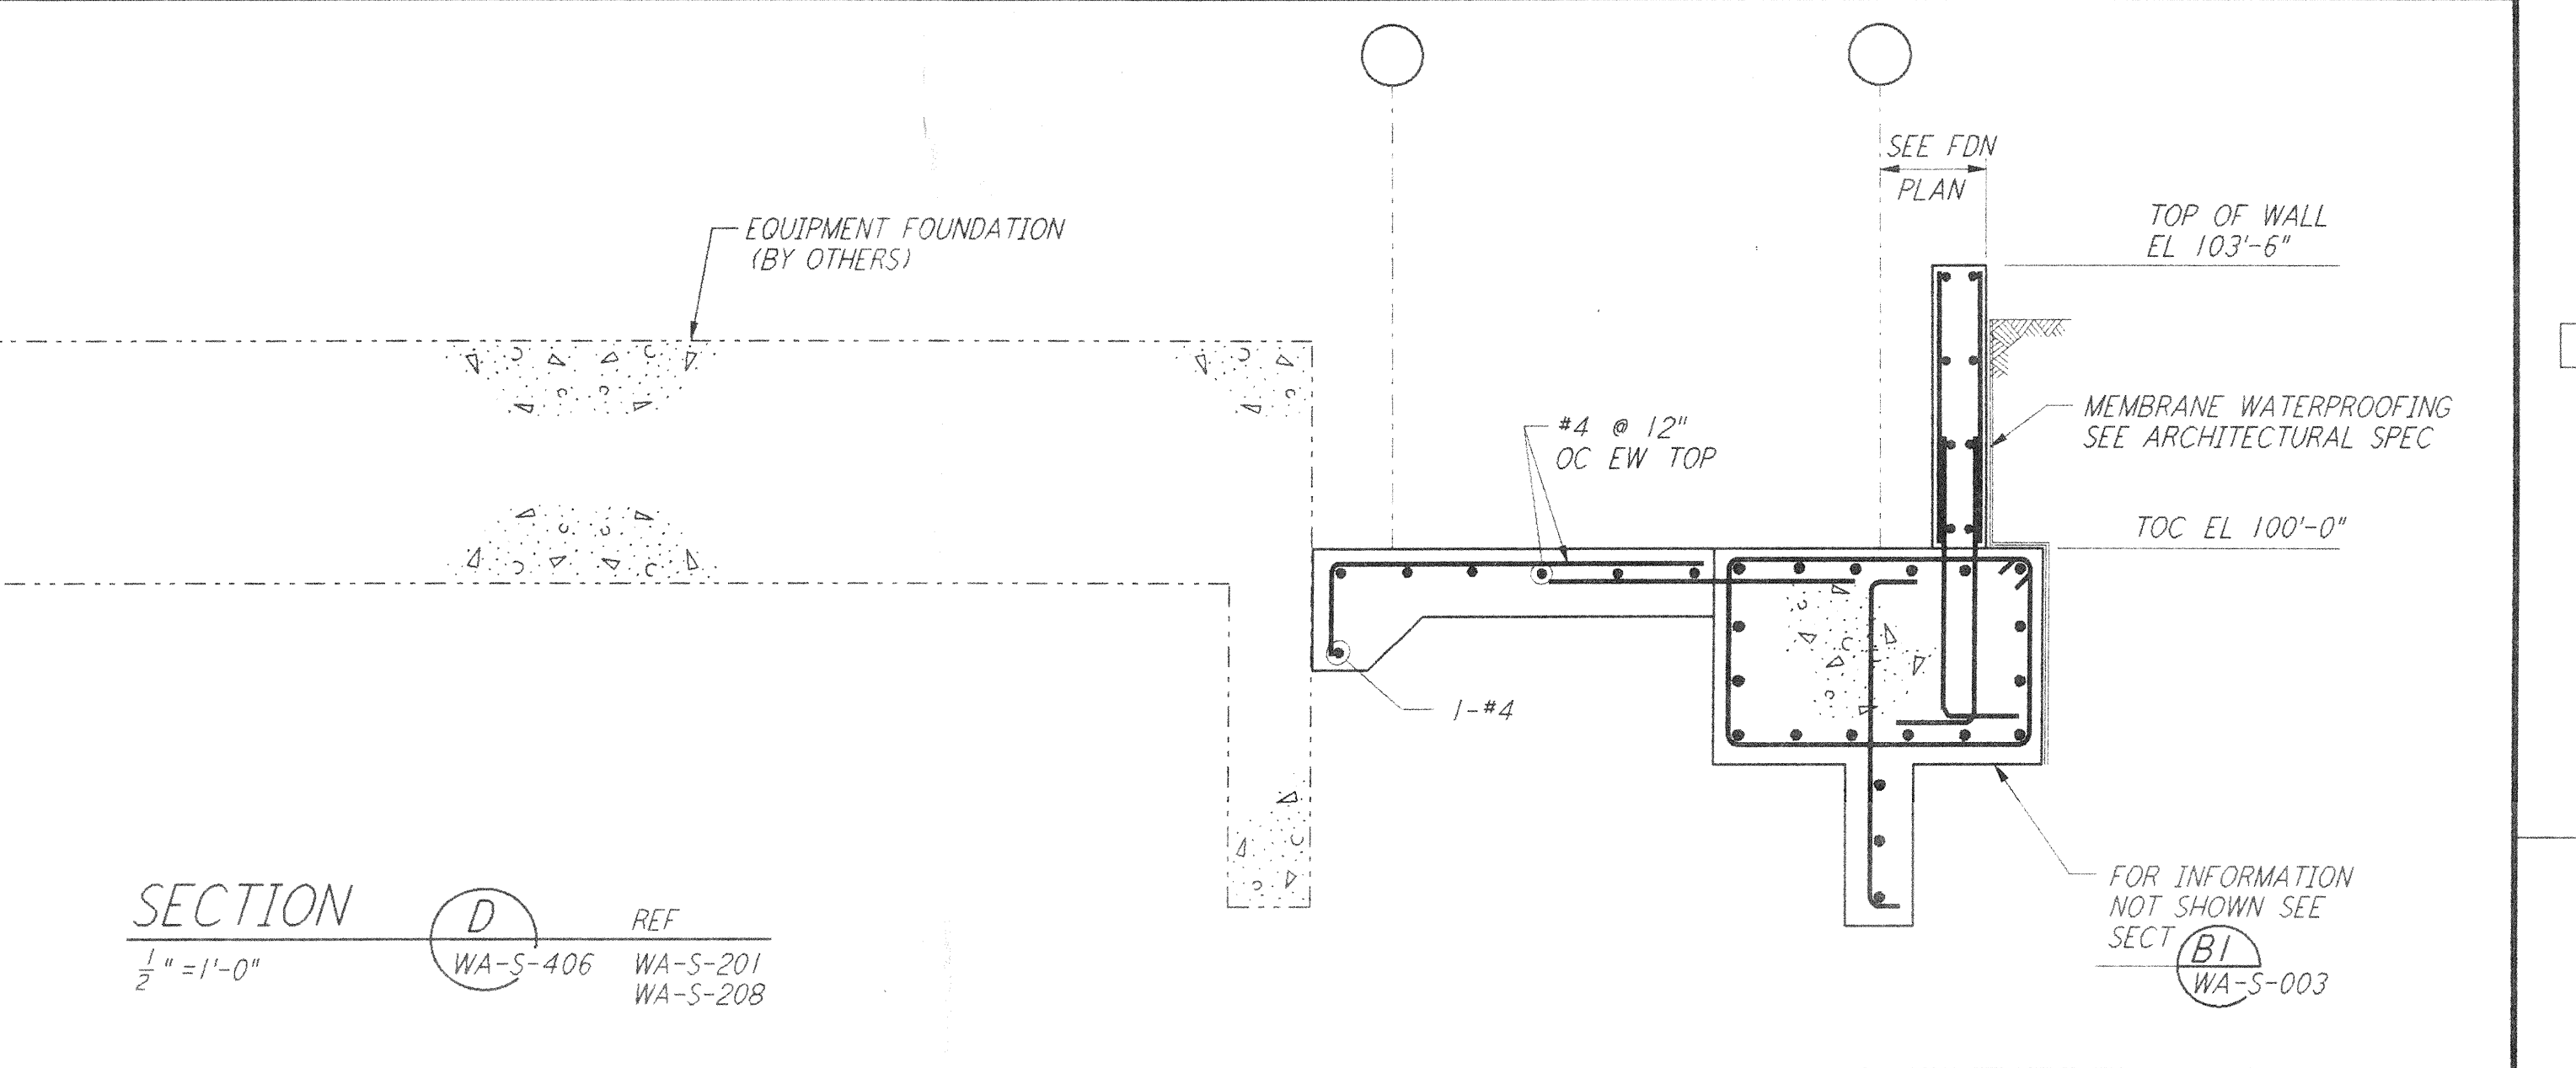 SEE FDN
PLAN
TOP OF WALL
EL 103'-6"
EQUIPMENT FOUNDATION
(BY OTHERS)
MEMBRANE WATERPROOFING
SEE ARCHITECTURAL SPEC
#4 @ 12"
OC EW TOP
TOC EL 100'-0"
1-#4
FOR INFORMATION
NOT SHOWN SEE
SECT B1
WA-S-003
SECTION D REF
1/2" =1'-0" WA-S-406 WA-S-201
WA-S-208